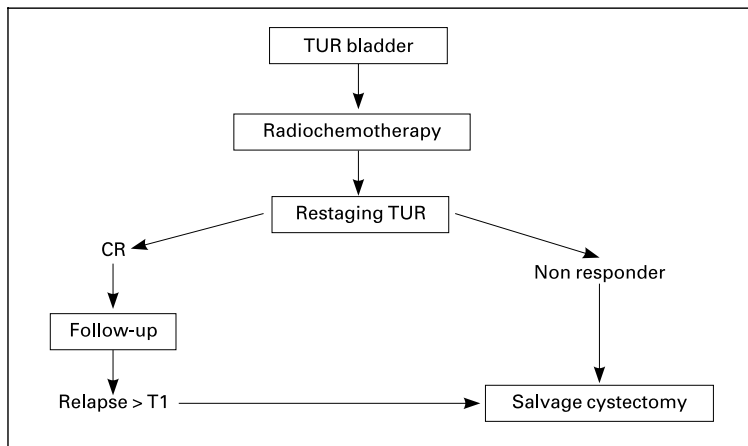 TUR bladder
Radiochemotherapy
Restaging TUR
CR
Non responder
Follow-up
Relapse > T1
Salvage cystectomy